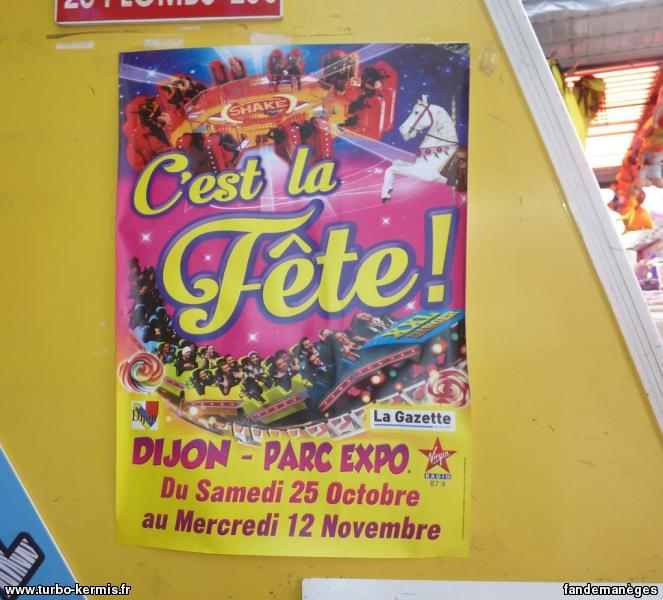 SHAKE
C'est la
Fête!
XXL
Dijon
La Gazette
DIJON - PARC EXPO
Virgin
RADIO
87.9
Du Samedi 25 Octobre
au Mercredi 12 Novembre
www.turbo-kermis.fr
fandemanèges